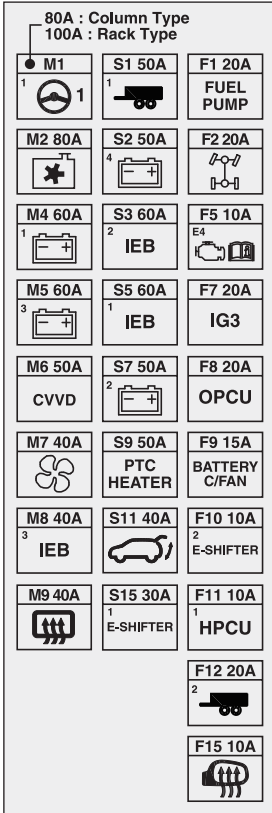 80A : Column Type
100A : Rack Type
M1 S1 50A F1 20A
1 1 1 FUEL PUMP
M2 80A S2 50A F2 20A
4
M4 60A S3 60A F5 10A
1 2 IEB E4
M5 60A S5 60A F7 20A
3 1 IEB IG3
M6 50A S7 50A F8 20A
CVVD 2 OPCU
M7 40A S9 50A F9 15A
PTC HEATER BATTERY C/FAN
M8 40A S11 40A F10 10A
3 IEB 2 E-SHIFTER
M9 40A S15 30A F11 10A
1 E-SHIFTER 1 HPCU
F12 20A
2
F15 10A